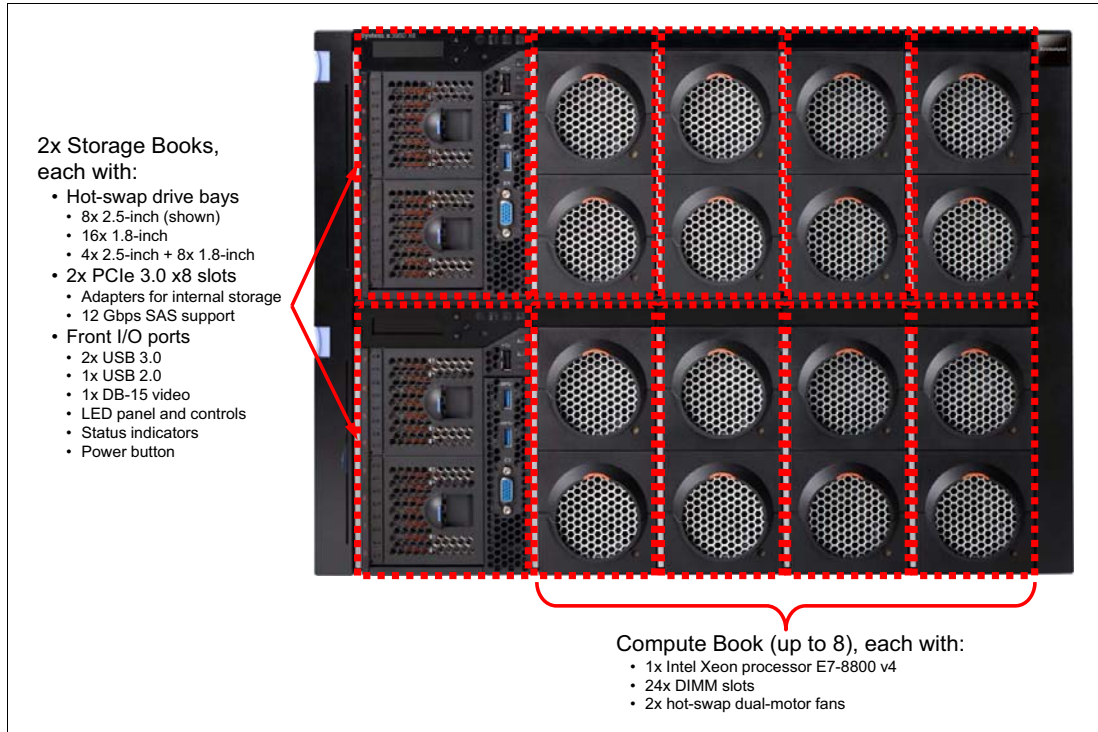 System x3950 X6
2x Storage Books,
each with:
• Hot-swap drive bays
• 8x 2.5-inch (shown)
• 16x 1.8-inch
• 4x 2.5-inch + 8x 1.8-inch
• 2x PCIe 3.0 x8 slots
• Adapters for internal storage
• 12 Gbps SAS support
• Front I/O ports
• 2x USB 3.0
• 1x USB 2.0
• 1x DB-15 video
• LED panel and controls
• Status indicators
• Power button
Compute Book (up to 8), each with:
• 1x Intel Xeon processor E7-8800 v4
• 24x DIMM slots
• 2x hot-swap dual-motor fans